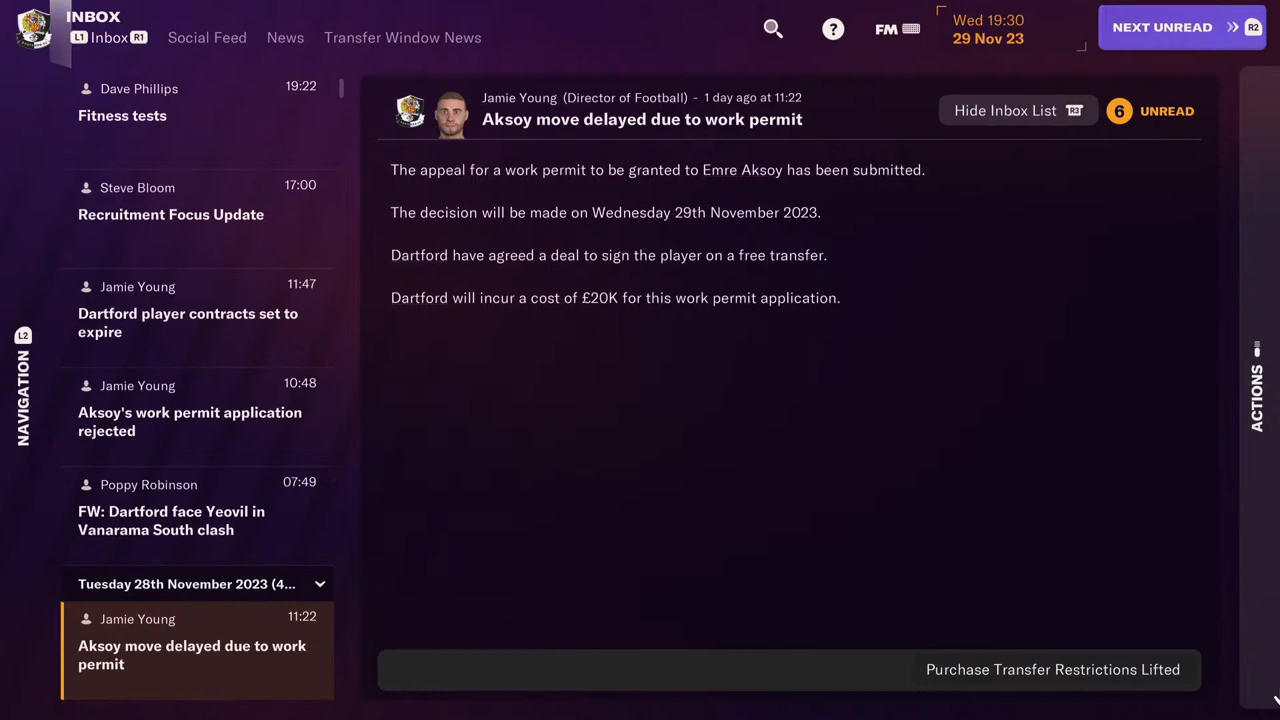 INBOX
L1 Inbox R1
Social Feed
News
Transfer Window News
FM
Wed 19:30
29 Nov 23
NEXT UNREAD R2
Dave Phillips 19:22
Fitness tests
Steve Bloom 17:00
Recruitment Focus Update
Jamie Young 11:47
Dartford player contracts set to
expire
Jamie Young 10:48
Aksoy's work permit application
rejected
Poppy Robinson 07:49
FW: Dartford face Yeovil in
Vanarama South clash
Tuesday 28th November 2023 (4...
Jamie Young 11:22
Aksoy move delayed due to work
permit
Jamie Young (Director of Football) - 1 day ago at 11:22
Aksoy move delayed due to work permit
Hide Inbox List R3
6 UNREAD
The appeal for a work permit to be granted to Emre Aksoy has been submitted.
The decision will be made on Wednesday 29th November 2023.
Dartford have agreed a deal to sign the player on a free transfer.
Dartford will incur a cost of £20K for this work permit application.
Purchase Transfer Restrictions Lifted
L2
NAVIGATION
ACTIONS